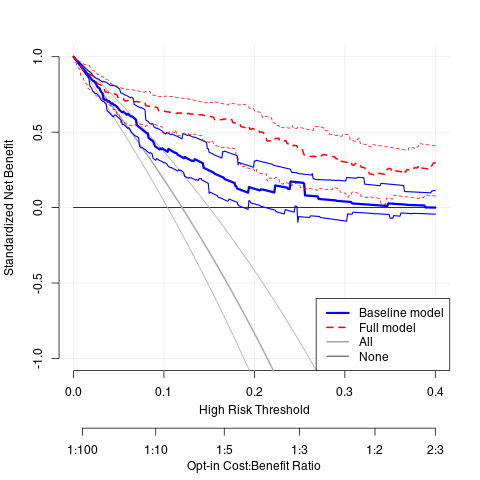 1.0
0.5
0.0
-0.5
-1.0
Standardized Net Benefit
Baseline model
Full model
All
None
0.0 0.1 0.2 0.3 0.4
High Risk Threshold
1:100 1:10 1:5 1:3 1:2 2:3
Opt-in Cost:Benefit Ratio